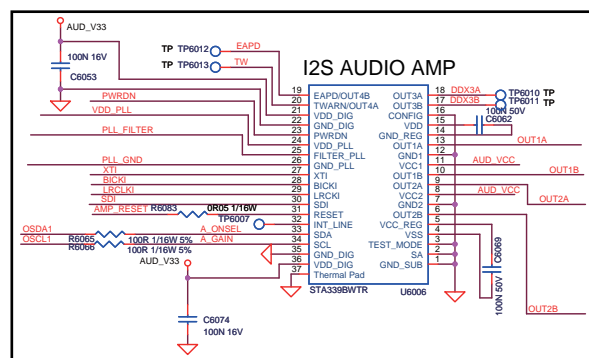 AUD_V33
100N 16V
C6053
TP TP6012 EAPD
TP TP6013 TW
I2S AUDIO AMP
PWRDN
VDD_PLL
PLL_FILTER
PLL_GND
XTI
BICKI
LRCLKI
SDI
AMP_RESET R6083 0R05 1/16W
TP6007
OSDA1 A_ONSEL
R6065 100R 1/16W 5%
OSCL1 A_GAIN
R6066 100R 1/16W 5%
AUD_V33
C6074
100N 16V
19 EAPD/OUT4B
20 TWARN/OUT4A
21 VDD_DIG
22 GND_DIG
23 PWRDN
24 VDD_PLL
25 FILTER_PLL
26 GND_PLL
27 XTI
28 BICKI
29 LRCKI
30 SDI
31 RESET
32 INT_LINE
33 SDA
34 SCL
35 GND_DIG
36 VDD_DIG
37 Thermal Pad
OUT3A 18 DDX3A TP6010 TP
OUT3B 17 DDX3B TP6011 TP
CONFIG 16
VDD 15
GND_REG 14
OUT1A 13 OUT1A
GND1 12
VCC1 11 AUD_VCC
OUT1B 10 OUT1B
OUT2A 9 OUT2A
VCC2 8 AUD_VCC
GND2 7
OUT2B 6 OUT2B
VCC_REG 5
VSS 4
TEST_MODE 3
SA 2
GND_SUB 1
100N 50V
C6062
C6069
100N 50V
STA339BWTR U6006